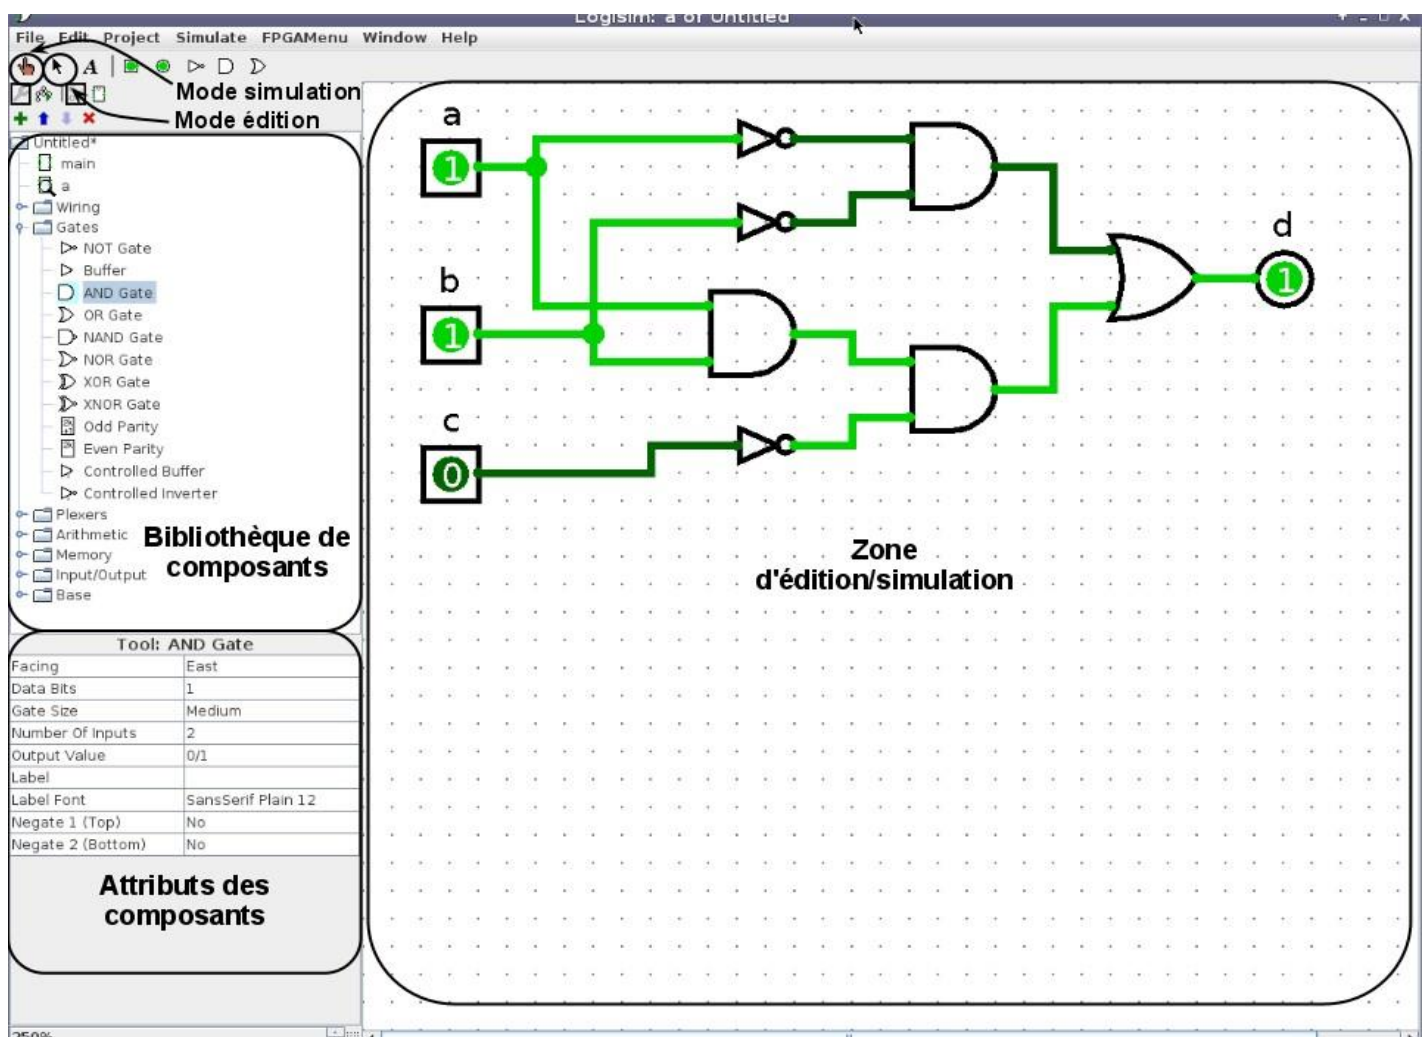 Logisim: a of Untitled
File Edit Project Simulate FPGAMenu Window Help
A
Mode simulation
Mode édition
Untitled*
main
a
Wiring
Gates
NOT Gate
Buffer
AND Gate
OR Gate
NAND Gate
NOR Gate
XOR Gate
XNOR Gate
Odd Parity
Even Parity
Controlled Buffer
Controlled Inverter
Plexers
Arithmetic
Memory
Input/Output
Base
Bibliothèque de
composants
Tool: AND Gate
Facing East
Data Bits 1
Gate Size Medium
Number Of Inputs 2
Output Value 0/1
Label
Label Font SansSerif Plain 12
Negate 1 (Top) No
Negate 2 (Bottom) No
Attributs des
composants
a
1
b
1
c
0
d
1
Zone
d'édition/simulation